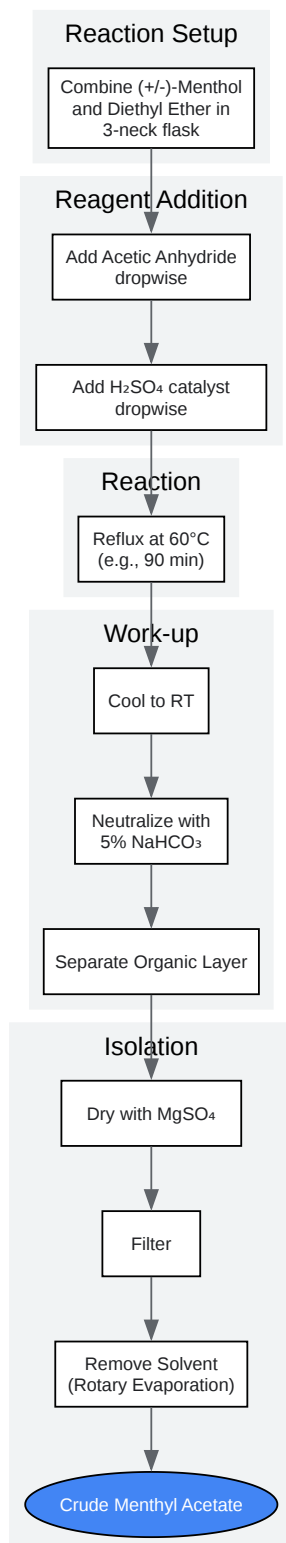 Reaction Setup
Combine (+/-)-Menthol
and Diethyl Ether in
3-neck flask
Reagent Addition
Add Acetic Anhydride
dropwise
Add H₂SO₄ catalyst
dropwise
Reaction
Reflux at 60°C
(e.g., 90 min)
Work-up
Cool to RT
Neutralize with
5% NaHCO₃
Separate Organic Layer
Isolation
Dry with MgSO₄
Filter
Remove Solvent
(Rotary Evaporation)
Crude Menthyl Acetate